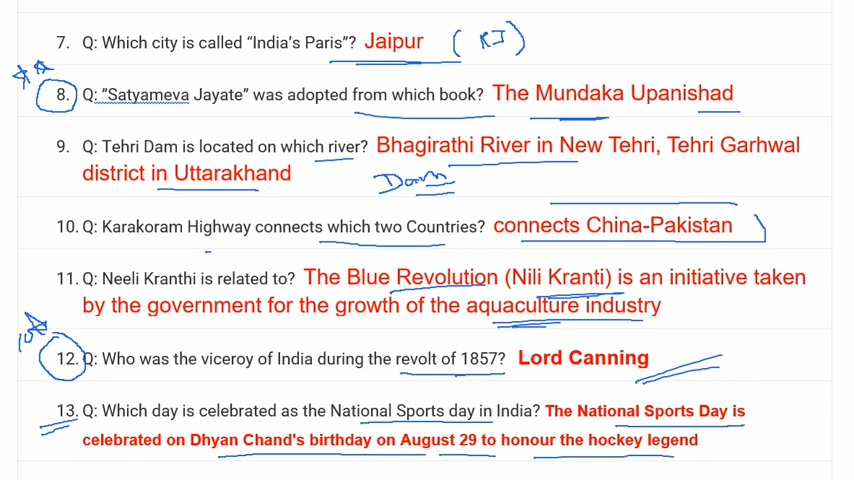 7. Q: Which city is called “India’s Paris”? Jaipur (RJ)
8. Q: ”Satyameva Jayate” was adopted from which book? The Mundaka Upanishad
9. Q: Tehri Dam is located on which river? Bhagirathi River in New Tehri, Tehri Garhwal
district in Uttarakhand
Dam
10. Q: Karakoram Highway connects which two Countries? connects China-Pakistan
11. Q: Neeli Kranthi is related to? The Blue Revolution (Nili Kranti) is an initiative taken
by the government for the growth of the aquaculture industry
12. Q: Who was the viceroy of India during the revolt of 1857? Lord Canning
13. Q: Which day is celebrated as the National Sports day in India? The National Sports Day is
celebrated on Dhyan Chand's birthday on August 29 to honour the hockey legend